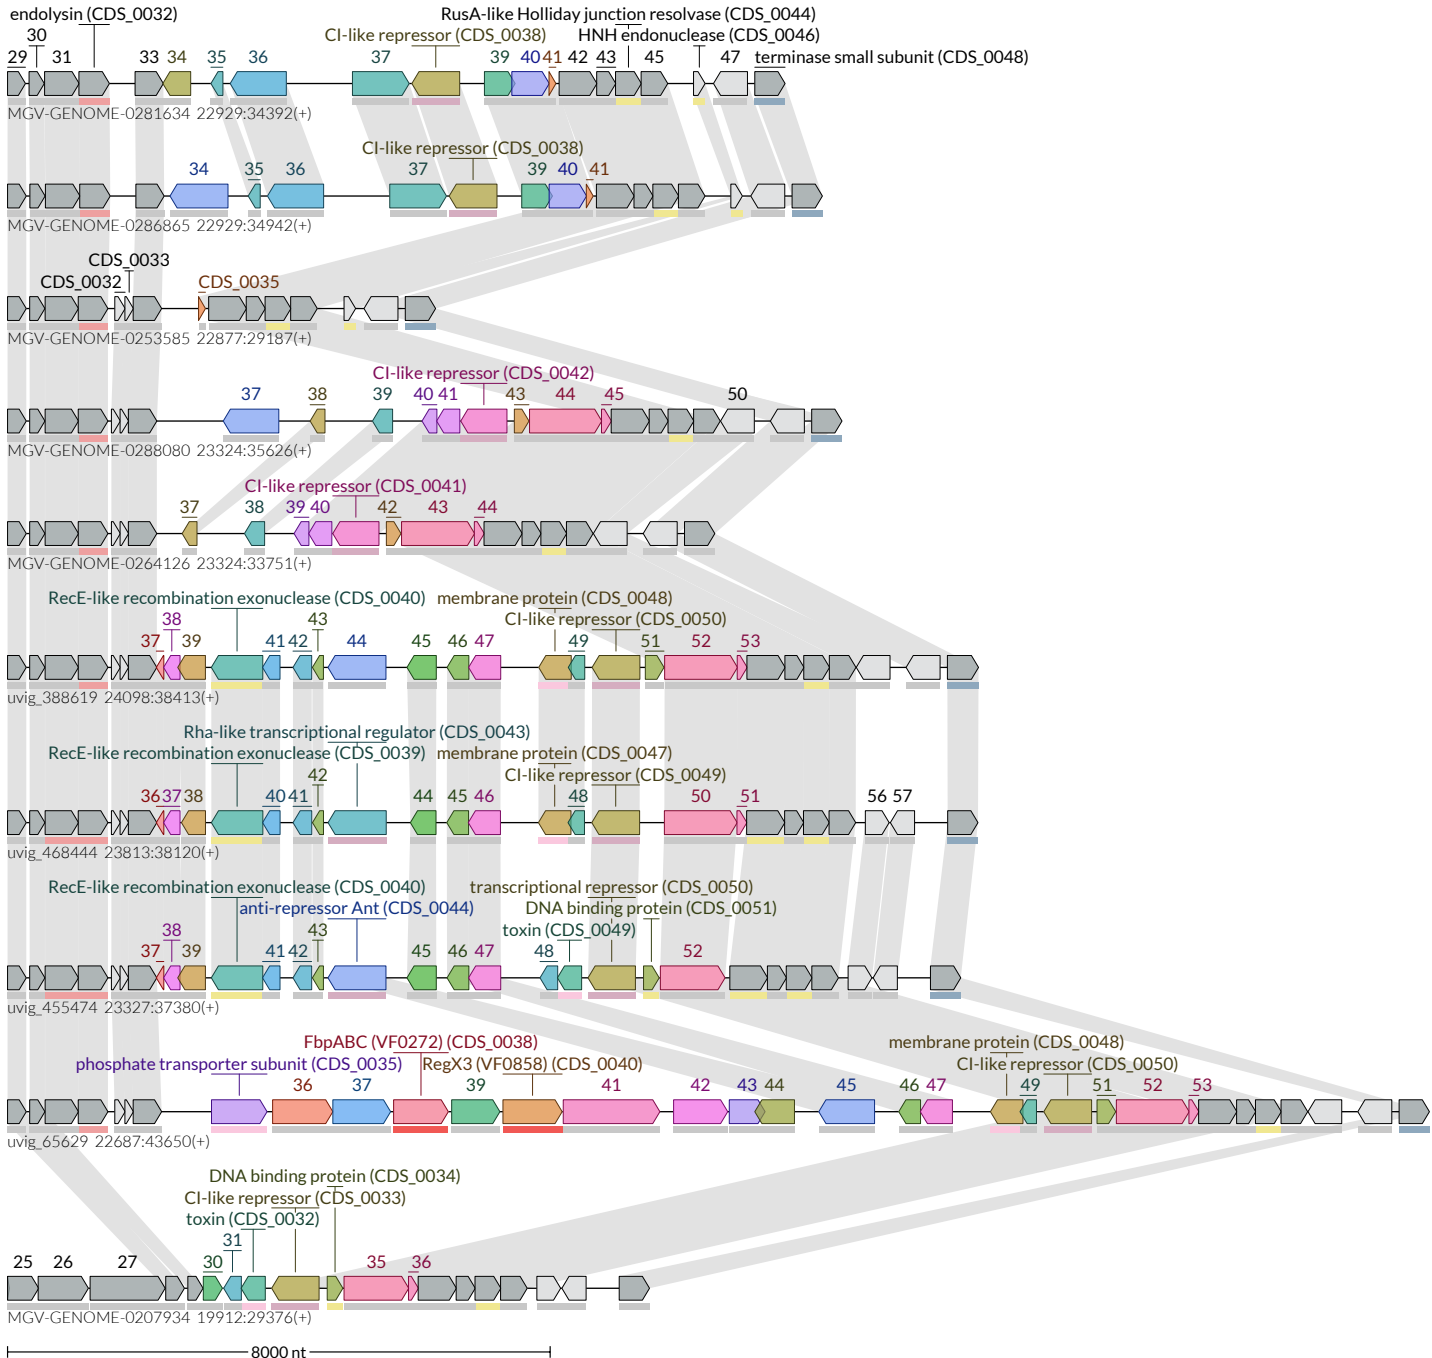 endolysin (CDS_0032) RusA-like Holliday junction resolvase (CDS_0044)
30 CI-like repressor (CDS_0038) HNH endonuclease (CDS_0046)
29 31 33 34 35 36 37 39 40 41 42 43 45 47 terminase small subunit (CDS_0048)
MGV-GENOME-0281634 22929:34392(+)
CI-like repressor (CDS_0038)
34 35 36 37 39 40 41
MGV-GENOME-0286865 22929:34942(+)
CDS_0033
CDS_0032 CDS_0035
MGV-GENOME-0253585 22877:29187(+)
CI-like repressor (CDS_0042)
37 38 39 40 41 43 44 45 50
MGV-GENOME-0288080 23324:35626(+)
CI-like repressor (CDS_0041)
37 38 39 40 42 43 44
MGV-GENOME-0264126 23324:33751(+)
RecE-like recombination exonuclease (CDS_0040) membrane protein (CDS_0048)
38 43 CI-like repressor (CDS_0050)
37 39 41 42 44 45 46 47 49 51 52 53
uvig_388619 24098:38413(+)
Rha-like transcriptional regulator (CDS_0043)
RecE-like recombination exonuclease (CDS_0039) membrane protein (CDS_0047)
42 CI-like repressor (CDS_0049)
36 37 38 40 41 44 45 46 48 50 51 56 57
uvig_468444 23813:38120(+)
RecE-like recombination exonuclease (CDS_0040) transcriptional repressor (CDS_0050)
anti-repressor Ant (CDS_0044) DNA binding protein (CDS_0051)
38 43 toxin (CDS_0049)
37 39 41 42 45 46 47 48 52
uvig_455474 23327:37380(+)
FbpABC (VF0272) (CDS_0038) membrane protein (CDS_0048)
phosphate transporter subunit (CDS_0035) RegX3 (VF0858) (CDS_0040) CI-like repressor (CDS_0050)
36 37 39 41 42 43 44 45 46 47 49 51 52 53
uvig_65629 22687:43650(+)
DNA binding protein (CDS_0034)
CI-like repressor (CDS_0033)
toxin (CDS_0032)
31
25 26 27 30 35 36
MGV-GENOME-0207934 19912:29376(+)
8000 nt